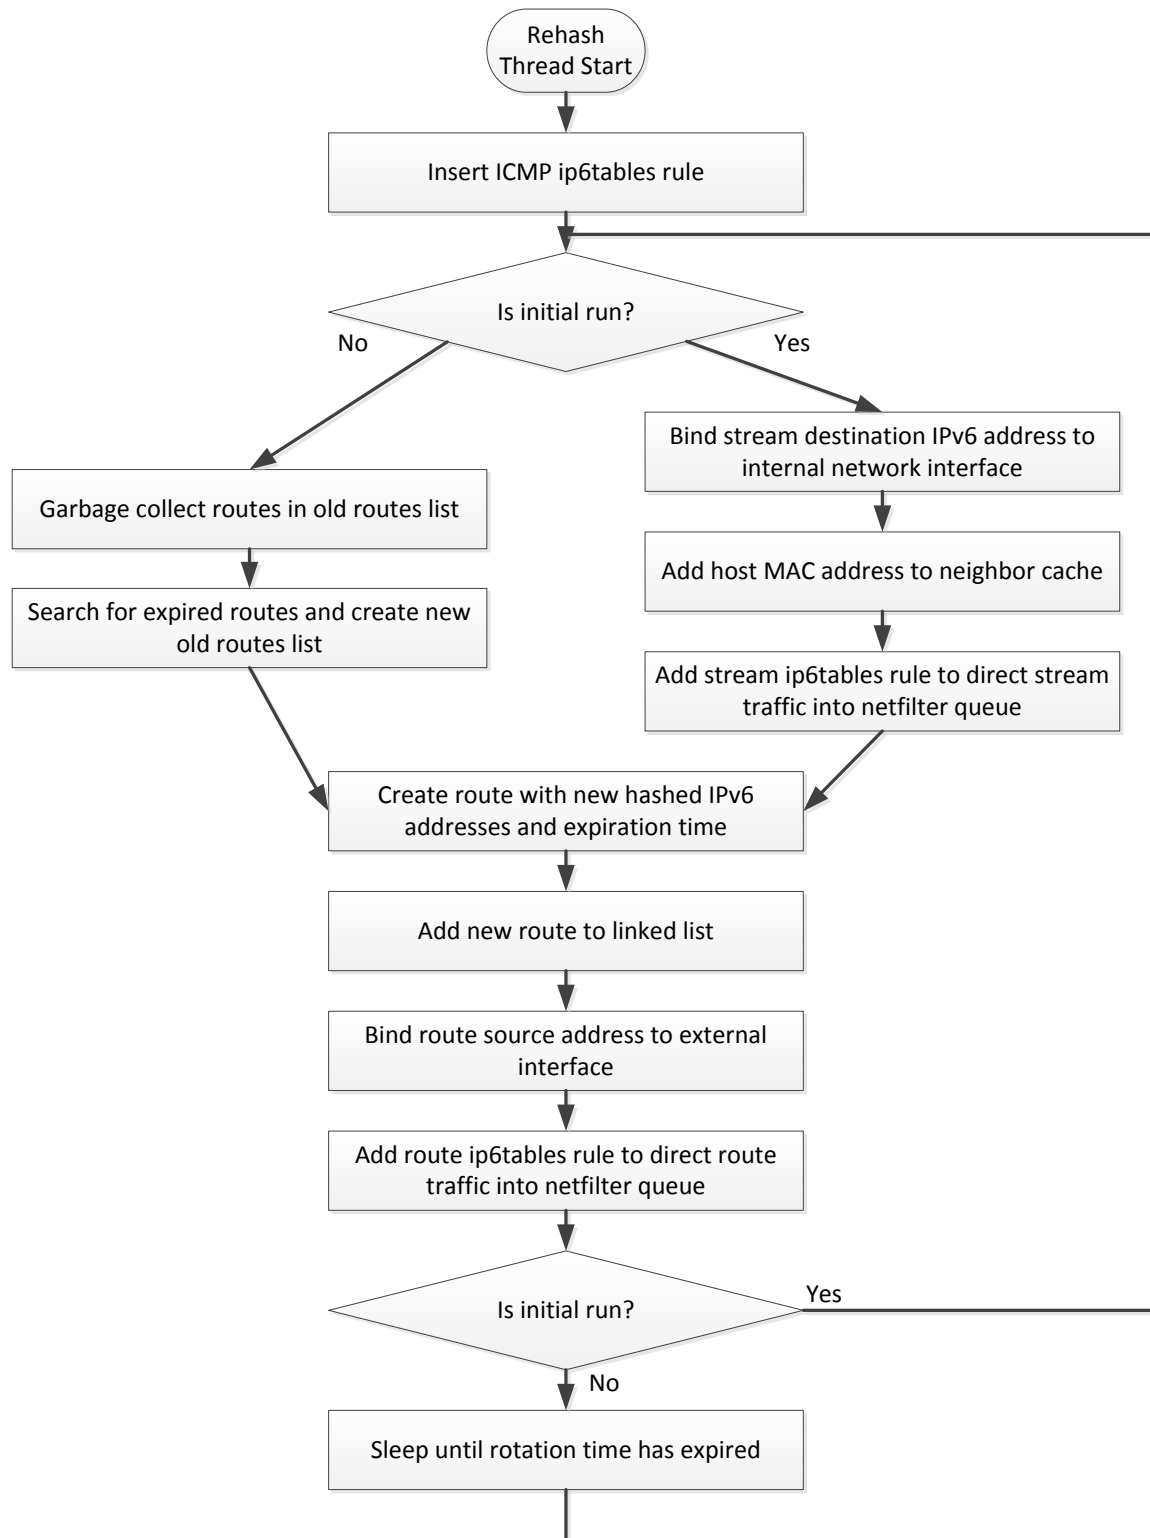 Rehash
Thread Start
Insert ICMP ip6tables rule
Is initial run?
No
Yes
Bind stream destination IPv6 address to
internal network interface
Garbage collect routes in old routes list
Add host MAC address to neighbor cache
Search for expired routes and create new
old routes list
Add stream ip6tables rule to direct stream
traffic into netfilter queue
Create route with new hashed IPv6
addresses and expiration time
Add new route to linked list
Bind route source address to external
interface
Add route ip6tables rule to direct route
traffic into netfilter queue
Is initial run?
Yes
No
Sleep until rotation time has expired